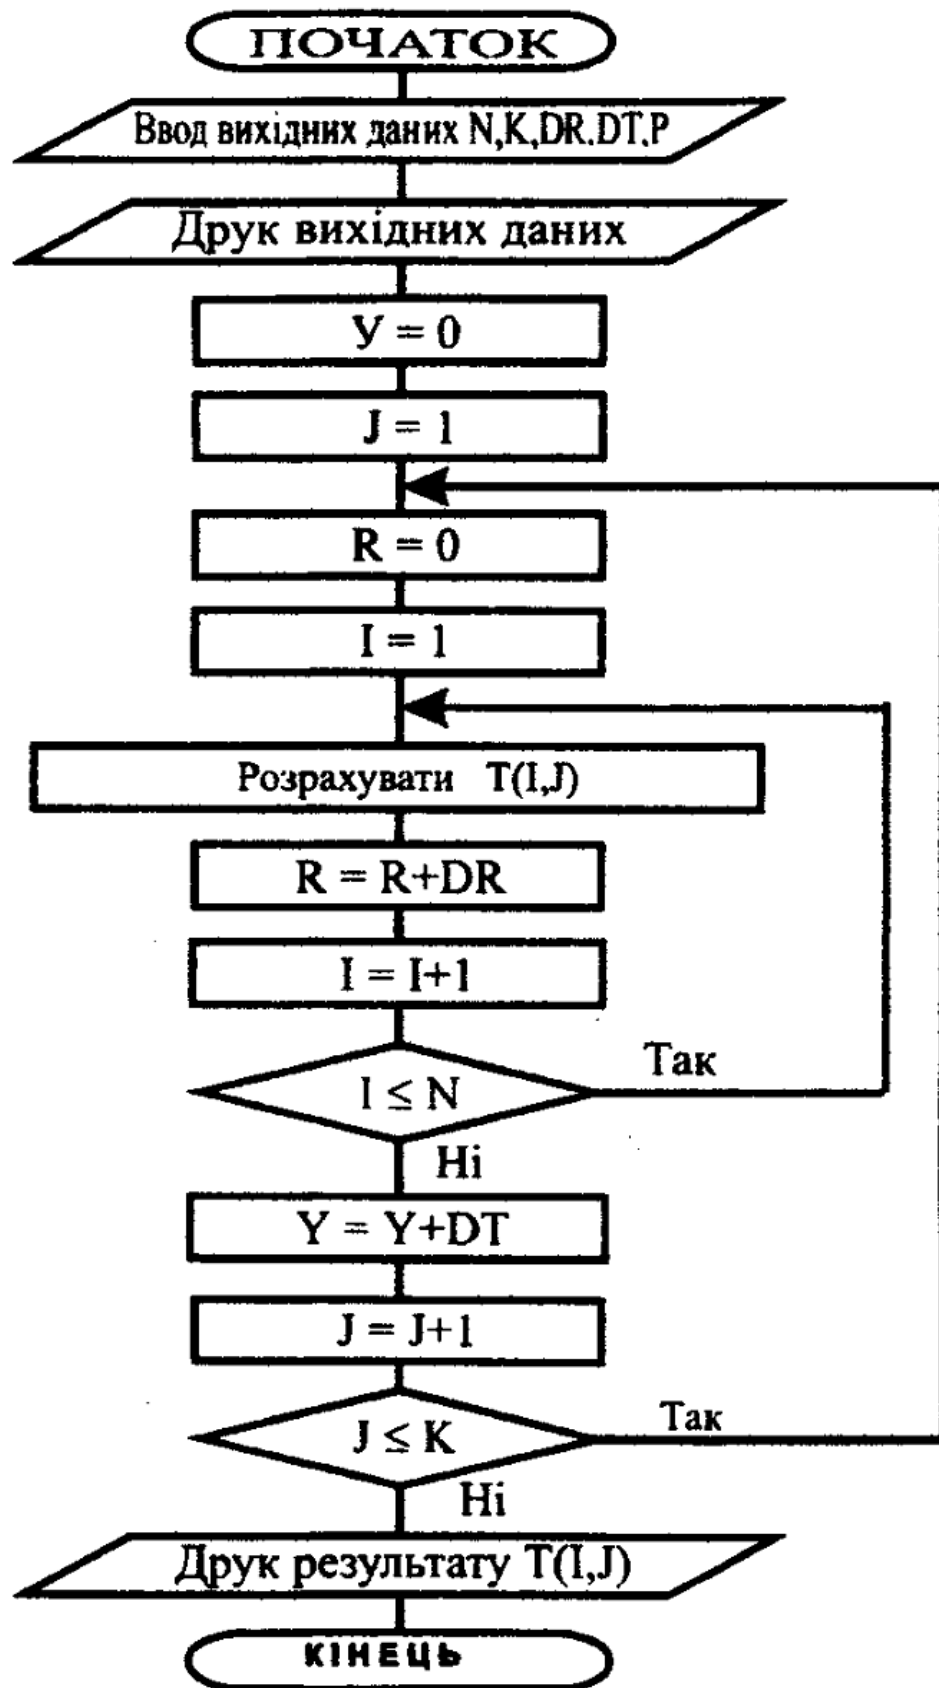 ПОЧАТОК
Ввод вихідних даних N,K,DR.DT,P
Друк вихідних даних
У = 0
J = 1
R = 0
I = 1
Розрахувати T(I,J)
R = R+DR
I = I+1
Так
I ≤ N
Ні
Y = Y+DT
J = J+1
Так
J ≤ K
Ні
Друк результату T(I,J)
КІНЕЦЬ